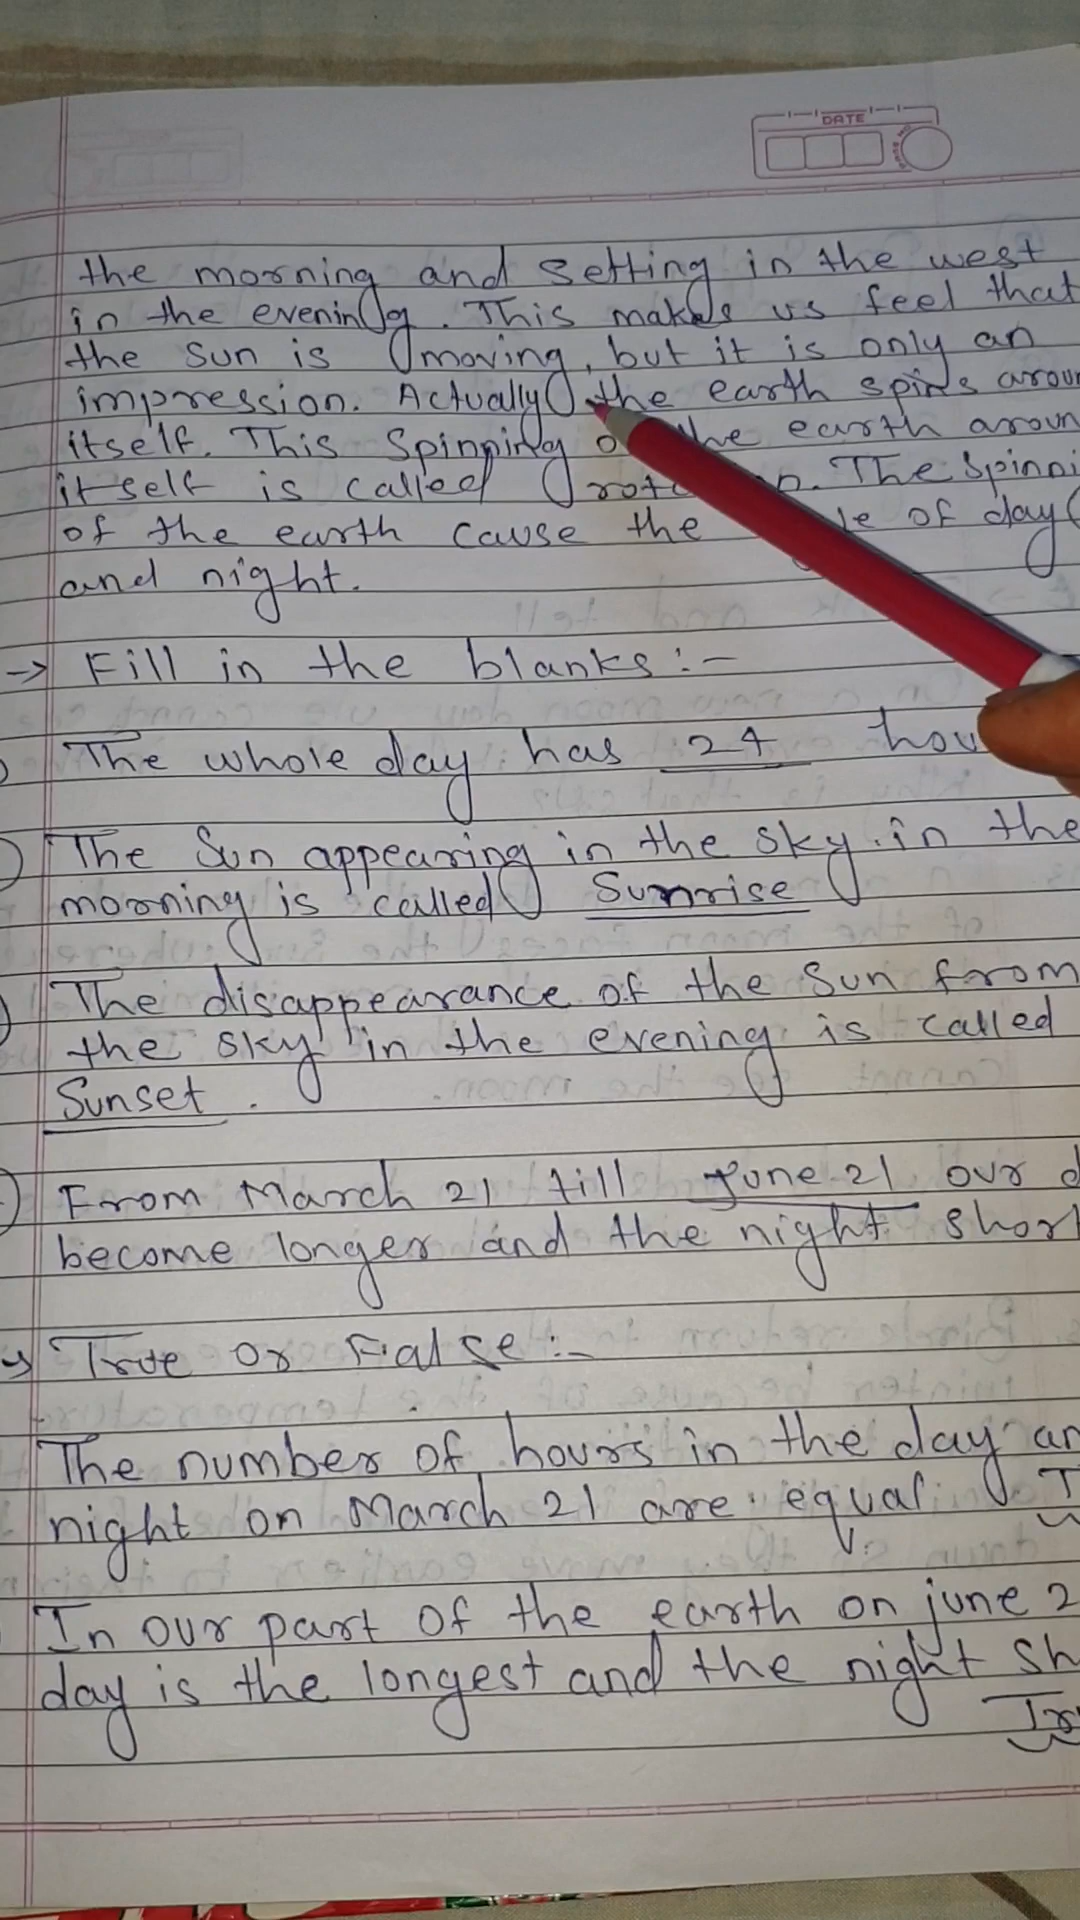 DATE
the morning and setting in the west
in the evening. This makes us feel that
the sun is moving, but it is only an
impression. Actually the earth spins
itself. This Spinning the earth
itself is called The
of the earth cause the of day
and night.
→ Fill in the blanks:-
The whole day has 24
The Sun appearing in the sky in the
morning is called Sunrise
The disappearance of the Sun from
the sky in the evening is called
Sunset.
From March 21 till June 21 our
become longer and the night
True or False:-
The number of hours in the day
night on March 21 are equal. T
In our part of the earth on june
day is the longest and the night